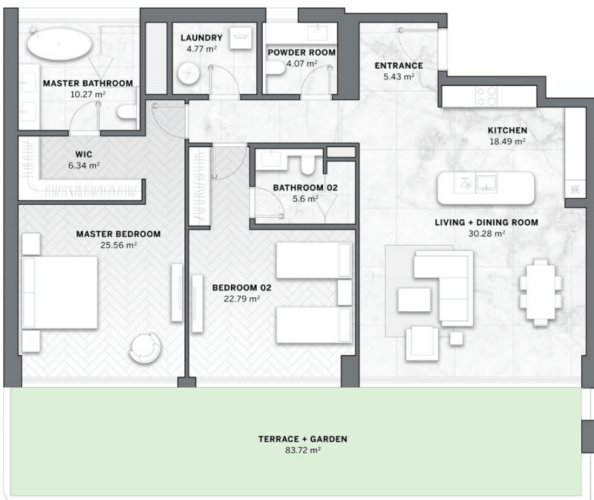 LAUNDRY
4.77 m²
POWDER ROOM
4.07 m²
ENTRANCE
5.43 m²
MASTER BATHROOM
10.27 m²
KITCHEN
18.49 m²
WIC
6.34 m²
BATHROOM 02
5.6 m²
LIVING + DINING ROOM
30.28 m²
MASTER BEDROOM
25.56 m²
BEDROOM 02
22.79 m²
TERRACE + GARDEN
83.72 m²